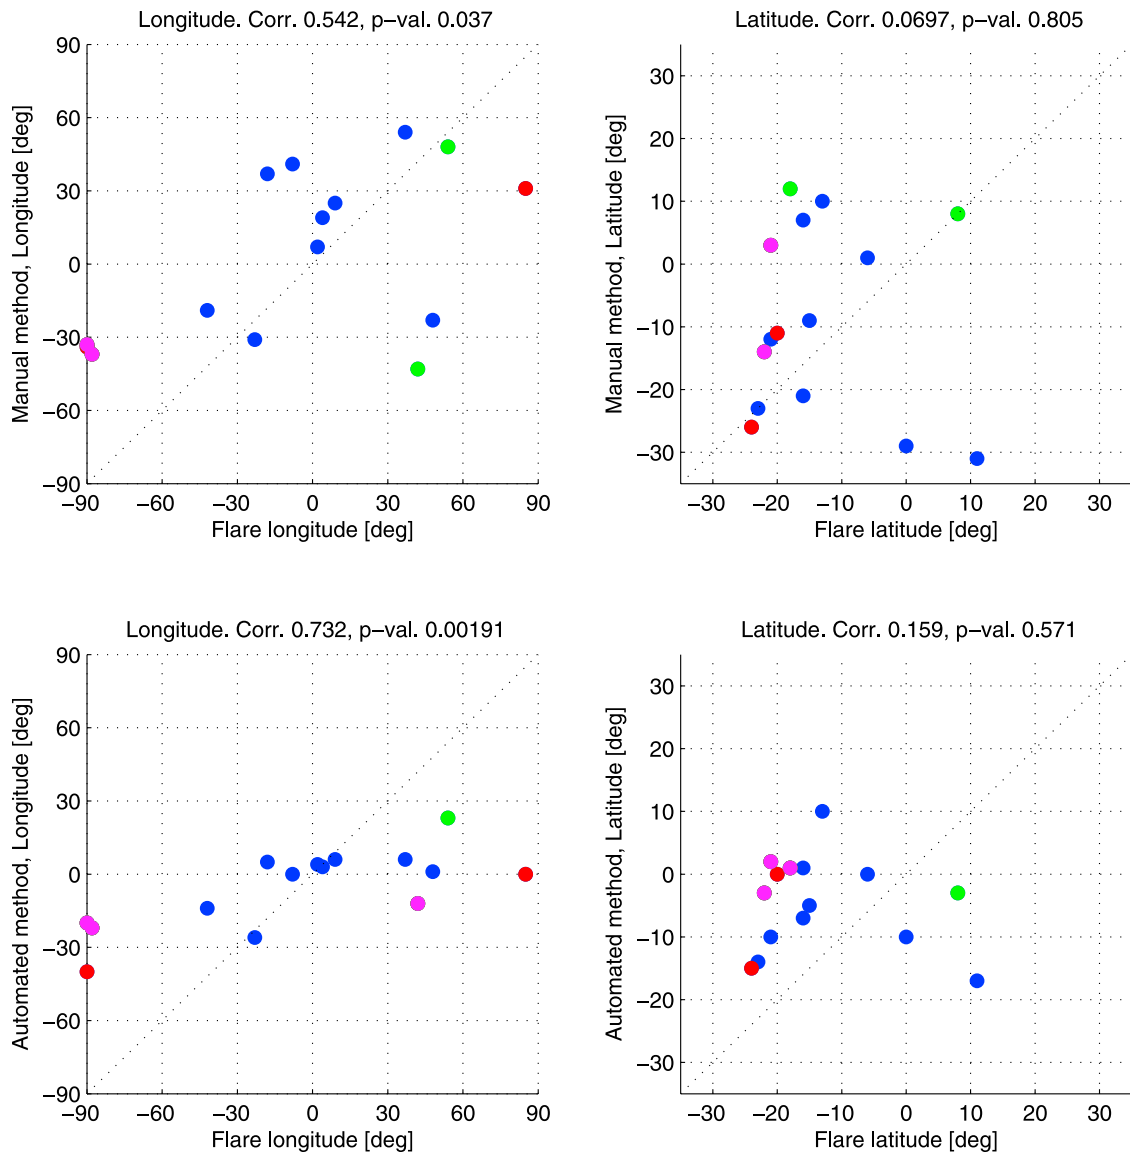 Longitude. Corr. 0.542, p−val. 0.037
Manual method, Longitude [deg]
90
60
30
0
−30
−60
−90
−90 −60 −30 0 30 60 90
Flare longitude [deg]
Latitude. Corr. 0.0697, p−val. 0.805
Manual method, Latitude [deg]
30
20
10
0
−10
−20
−30
−30 −20 −10 0 10 20 30
Flare latitude [deg]
Longitude. Corr. 0.732, p−val. 0.00191
Automated method, Longitude [deg]
90
60
30
0
−30
−60
−90
−90 −60 −30 0 30 60 90
Flare longitude [deg]
Latitude. Corr. 0.159, p−val. 0.571
Automated method, Latitude [deg]
30
20
10
0
−10
−20
−30
−30 −20 −10 0 10 20 30
Flare latitude [deg]